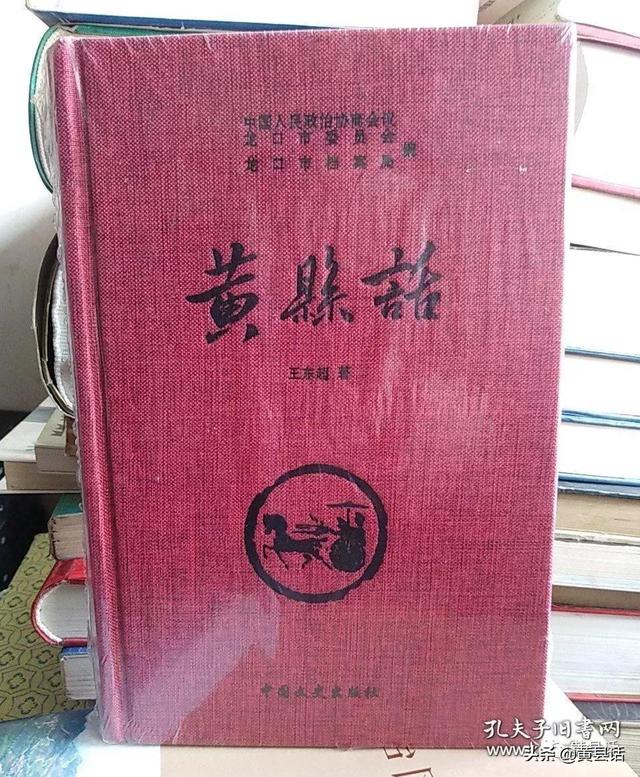 中国人民政治协商会议
龙口市委员会
龙口市档案局
编
黄縣話
王东超 著
中国文史出版社
孔夫子旧书网
头条 @黄县话